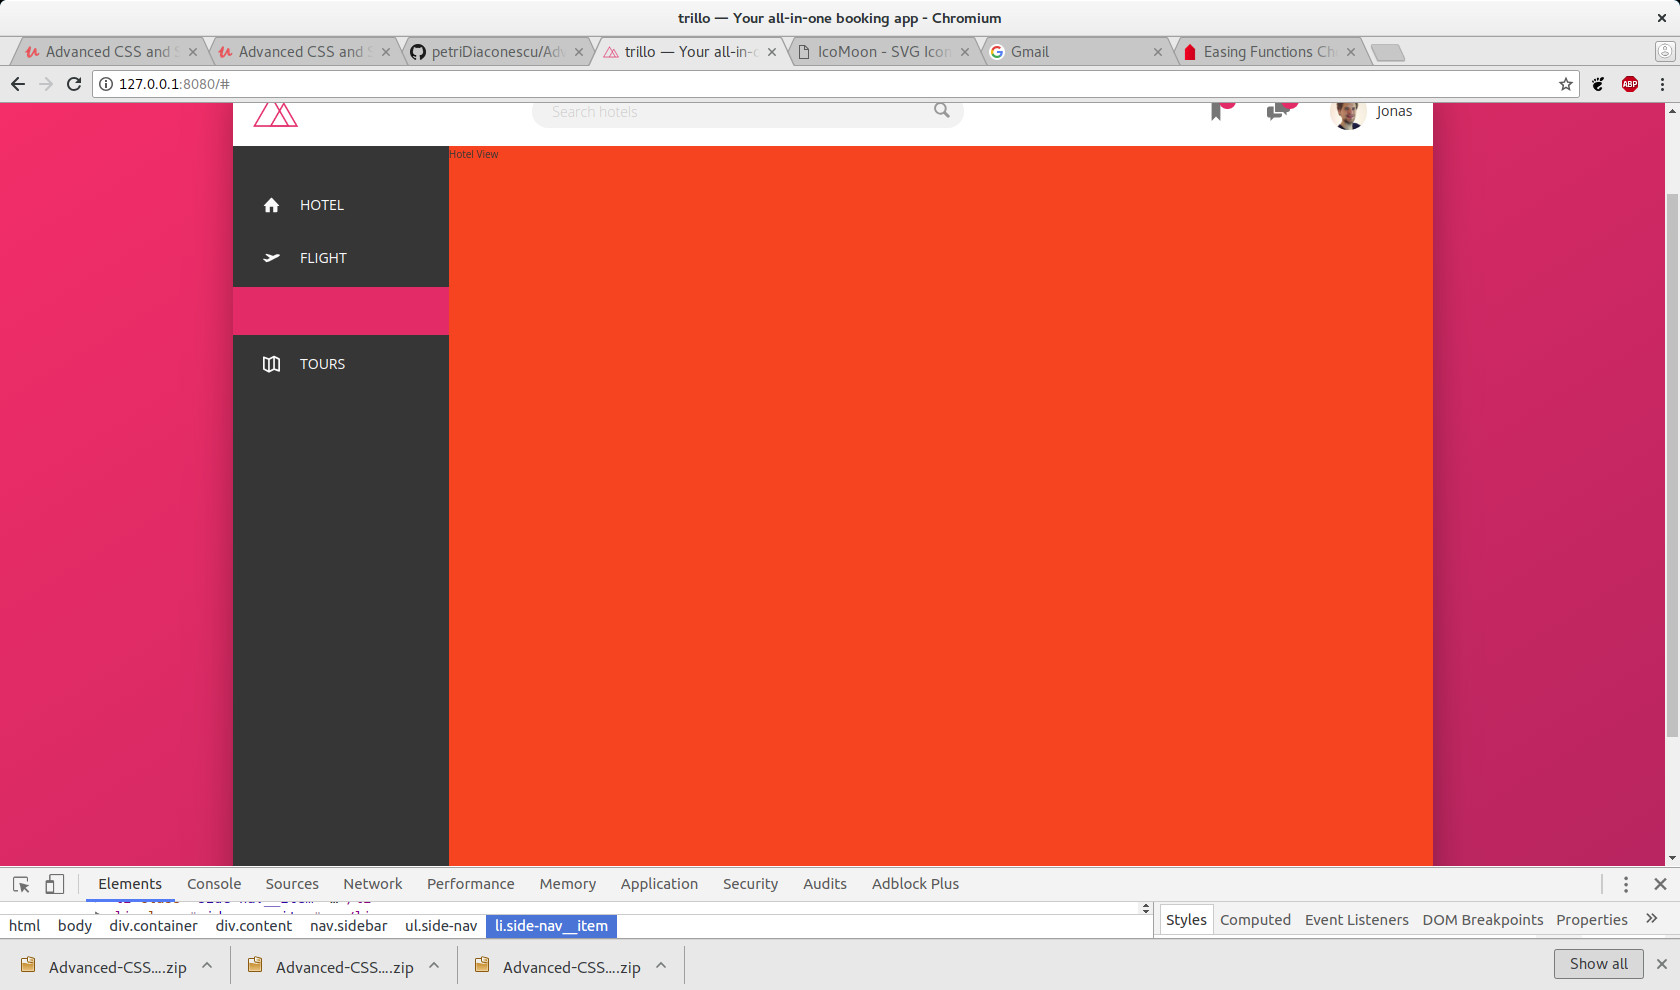 trillo — Your all-in-one booking app - Chromium
Advanced CSS and S
Advanced CSS and S
petriDiaconescu/Adv
trillo — Your all-in-o
IcoMoon - SVG Icon
Gmail
Easing Functions Ch
127.0.0.1:8080/#
ABP
Search hotels
Jonas
Hotel View
HOTEL
FLIGHT
TOURS
Elements Console Sources Network Performance Memory Application Security Audits Adblock Plus
html body div.container div.content nav.sidebar ul.side-nav li.side-nav__item
Styles Computed Event Listeners DOM Breakpoints Properties
Advanced-CSS....zip
Advanced-CSS....zip
Advanced-CSS....zip
Show all